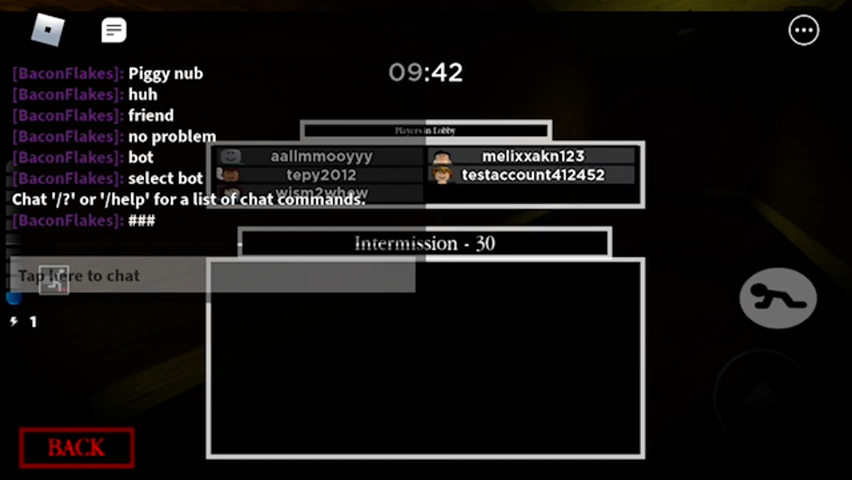 [BaconFlakes]: Piggy nub
[BaconFlakes]: huh
[BaconFlakes]: friend
[BaconFlakes]: no problem
[BaconFlakes]: bot
[BaconFlakes]: select bot
Chat '/?' or '/help' for a list of chat commands.
[BaconFlakes]: ###
Tap here to chat
1
09:42
Players in Lobby
aallmmooyyy
melixxakn123
tepy2012
testaccount412452
wism2whew
Intermission - 30
BACK